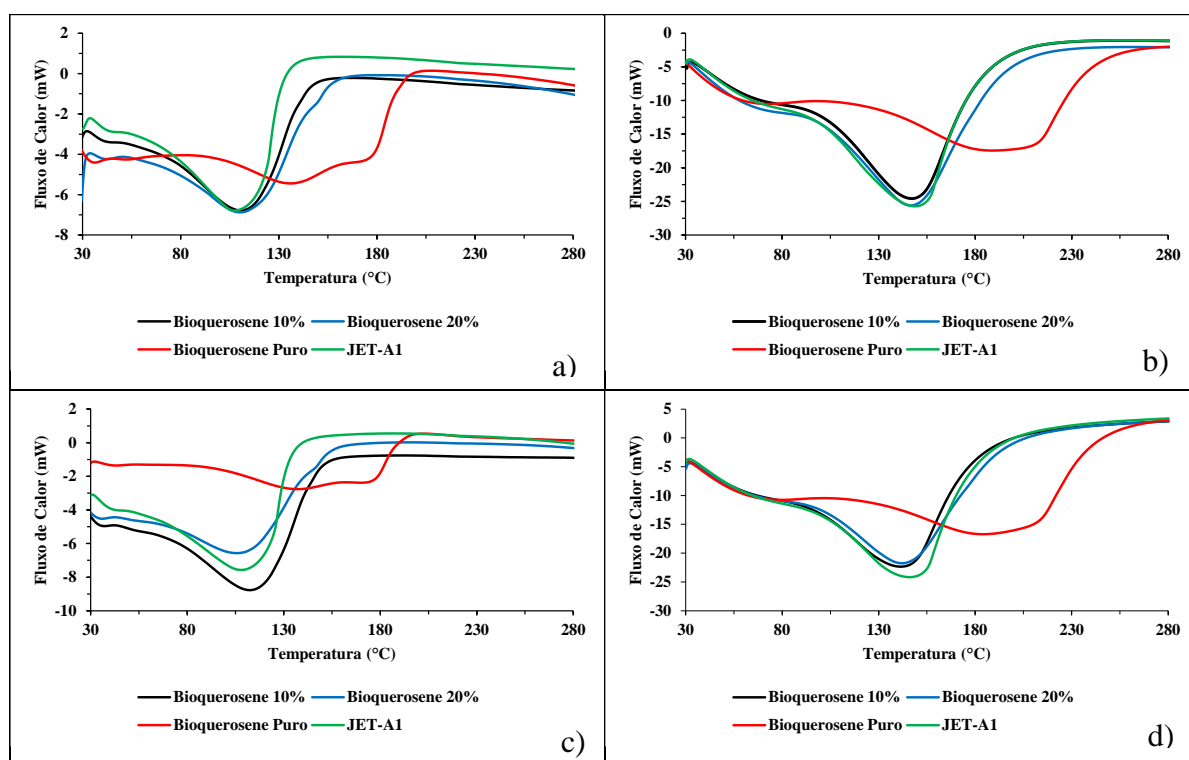 2
0
-2
-4
-6
-8
Fluxo de Calor (mW)
30 80 130 180 230 280
Temperatura (°C)
Bioquerosene 10% Bioquerosene 20%
Bioquerosene Puro JET-A1
a)
0
-5
-10
-15
-20
-25
-30
Fluxo de Calor (mW)
30 80 130 180 230 280
Temperatura (°C)
Bioquerosene 10% Bioquerosene 20%
Bioquerosene Puro JET-A1
b)
2
0
-2
-4
-6
-8
-10
Fluxo de Calor (mW)
30 80 130 180 230 280
Temperatura (°C)
Bioquerosene 10% Bioquerosene 20%
Bioquerosene Puro JET-A1
c)
5
0
-5
-10
-15
-20
-25
-30
Fluxo de Calor (mW)
30 80 130 180 230 280
Temperatura (°C)
Bioquerosene 10% Bioquerosene 20%
Bioquerosene Puro JET-A1
d)